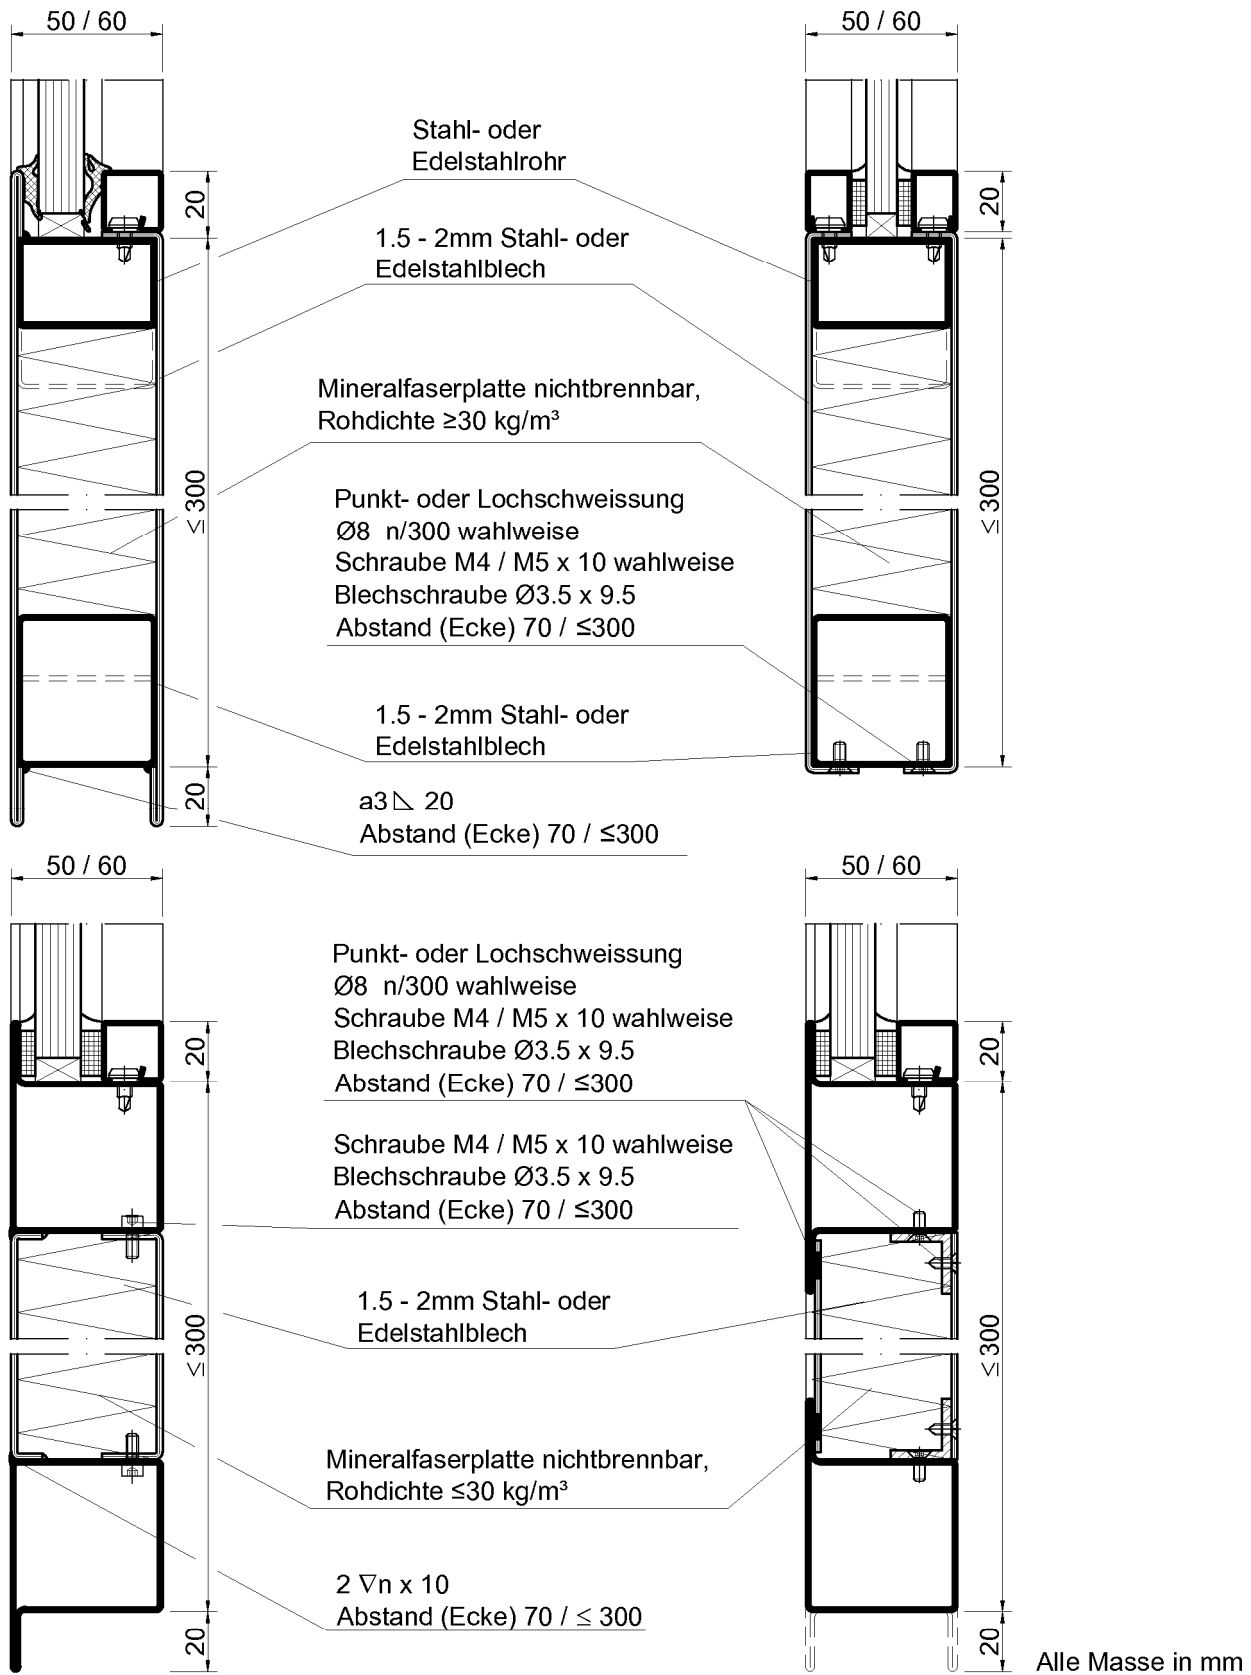 50 / 60
50 / 60
Stahl- oder
Edelstahlrohr
20
20
1.5 - 2mm Stahl- oder
Edelstahlblech
Mineralfaserplatte nichtbrennbar,
Rohdichte ≥30 kg/m³
≤300
≤300
Punkt- oder Lochschweissung
Ø8 n/300 wahlweise
Schraube M4 / M5 x 10 wahlweise
Blechschraube Ø3.5 x 9.5
Abstand (Ecke) 70 / ≤300
1.5 - 2mm Stahl- oder
Edelstahlblech
20
a3 ◺ 20
Abstand (Ecke) 70 / ≤300
50 / 60
50 / 60
Punkt- oder Lochschweissung
Ø8 n/300 wahlweise
Schraube M4 / M5 x 10 wahlweise
Blechschraube Ø3.5 x 9.5
Abstand (Ecke) 70 / ≤300
20
20
Schraube M4 / M5 x 10 wahlweise
Blechschraube Ø3.5 x 9.5
Abstand (Ecke) 70 / ≤300
1.5 - 2mm Stahl- oder
Edelstahlblech
≤300
≤300
Mineralfaserplatte nichtbrennbar,
Rohdichte ≤30 kg/m³
2 ▽n x 10
Abstand (Ecke) 70 / ≤ 300
20
20
Alle Masse in mm